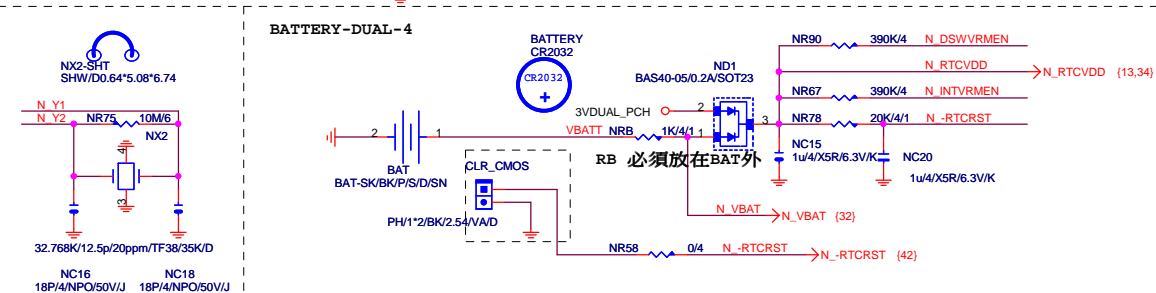 BATTERY-DUAL-4
NX2-SHT
SHW/D0.64*5.08*6.74
N_Y1
N_Y2
NR75
10M/6
NX2
4
3
32.768K/12.5p/20ppm/TF38/35K/D
NC16
18P/4/NPO/50V/J
NC18
18P/4/NPO/50V/J
BATTERY
CR2032
CR2032
+
2
1
BAT
BAT-SK/BK/P/S/D/SN
VBATT
NRB
1K/4/1
RB 必須放在BAT外
3VDUAL_PCH
ND1
BAS40-05/0.2A/SOT23
2
1
3
NR90
390K/4
N_DSWVRMEN
N_RTCVDD
N_RTCVDD {13,34}
NR67
390K/4
N_INTVRMEN
NR78
20K/4/1
N_-RTCRST
NC15
1u/4/X5R/6.3V/K
NC20
1u/4/X5R/6.3V/K
CLR_CMOS
PH/1*2/BK/2.54/VA/D
N_VBAT
N_VBAT {32}
NR58
0/4
N_-RTCRST
N_-RTCRST {42}